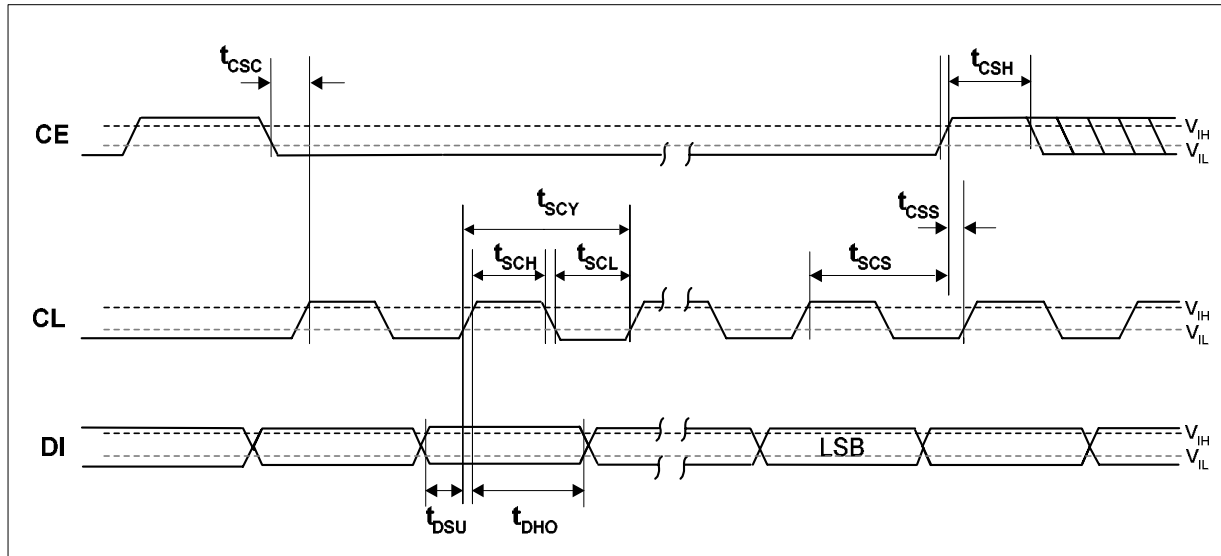 tCSC
tCSH
CE
VIH
VIL
tCSS
tSCY
tSCH
tSCL
tSCS
CL
VIH
VIL
DI
LSB
VIH
VIL
tDSU
tDHO